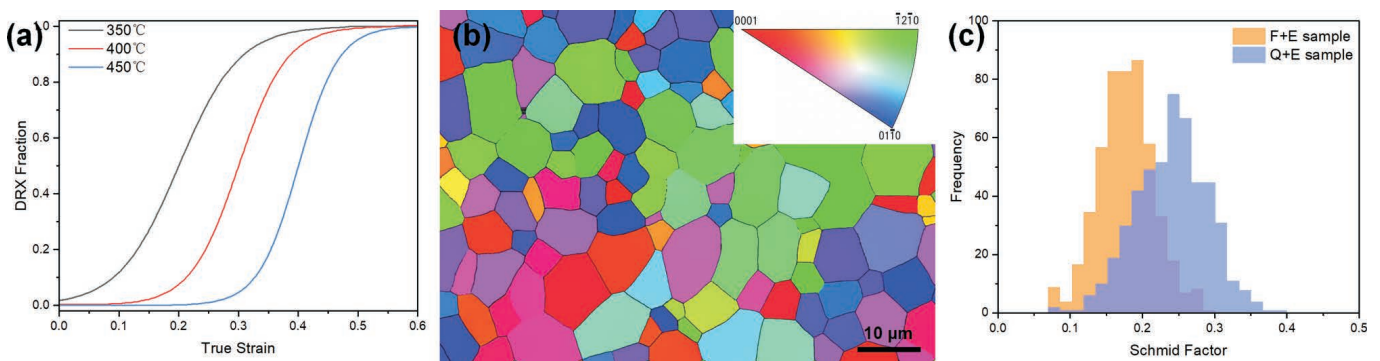 (a)
350℃
400℃
450℃
1.0
0.8
0.6
0.4
0.2
0.0
DRX Fraction
0.0 0.1 0.2 0.3 0.4 0.5 0.6
True Strain
(b)
0001
1̄21̄0
011̄0
10 μm
(c)
F+E sample
Q+E sample
100
80
60
40
20
0
Frequency
0.0 0.1 0.2 0.3 0.4 0.5
Schmid Factor